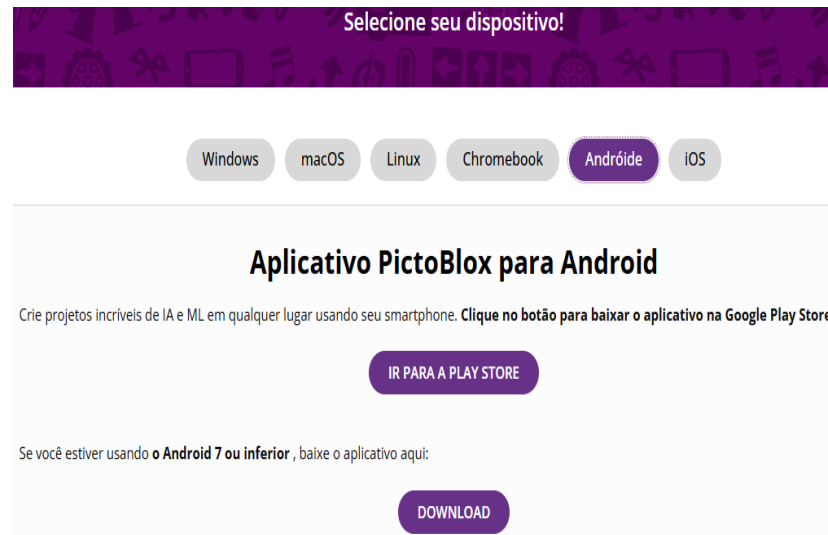 Selecione seu dispositivo!
Windows
macOS
Linux
Chromebook
Andróide
iOS
Aplicativo PictoBlox para Android
Crie projetos incríveis de IA e ML em qualquer lugar usando seu smartphone. Clique no botão para baixar o aplicativo na Google Play Store
IR PARA A PLAY STORE
Se você estiver usando o Android 7 ou inferior , baixe o aplicativo aqui:
DOWNLOAD